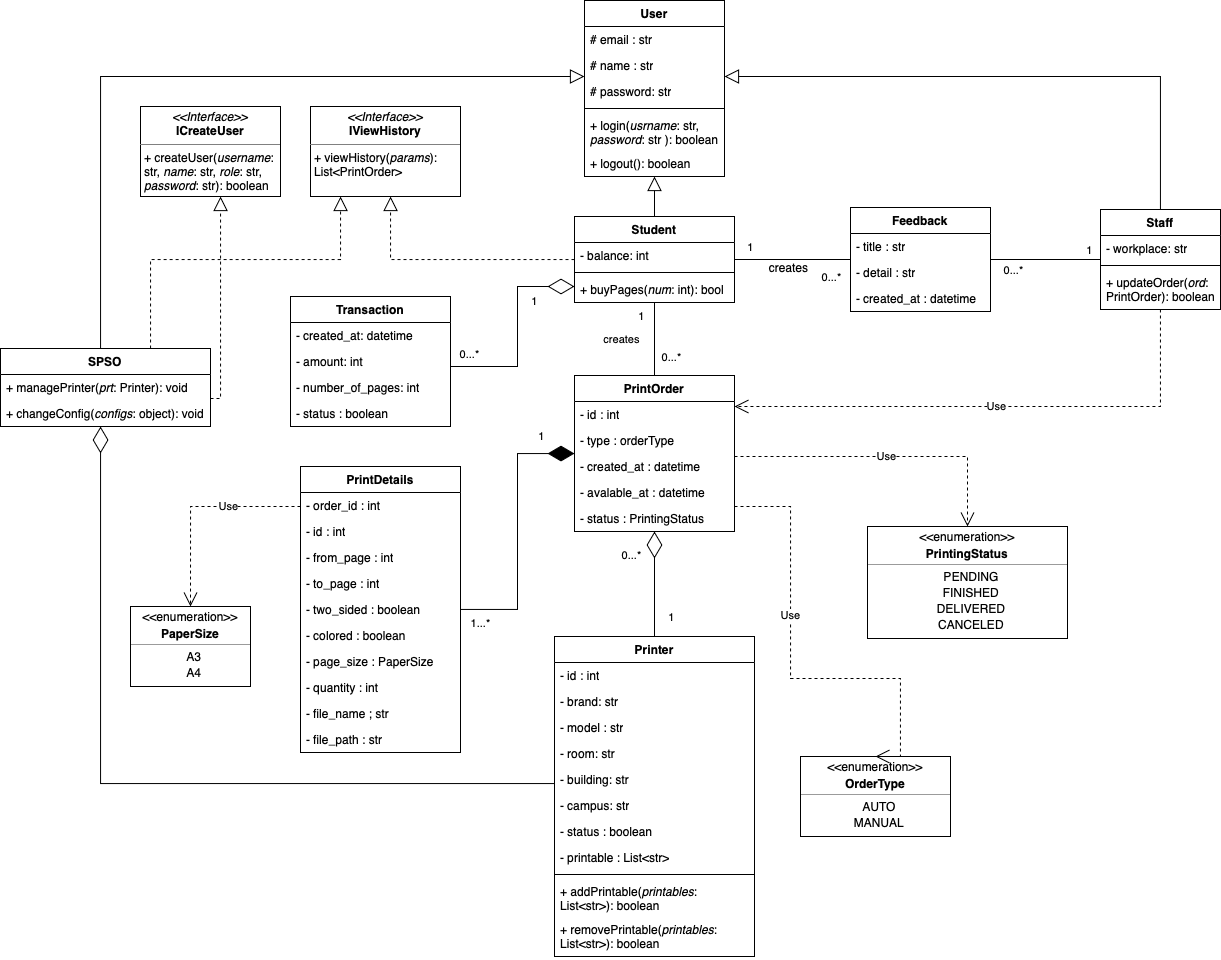 User
# email : str
# name : str
# password: str
+ login(usrname: str,
password: str ): boolean
+ logout(): boolean
<<Interface>>
ICreateUser
+ createUser(username:
str, name: str, role: str,
password: str): boolean
<<Interface>>
IViewHistory
+ viewHistory(params):
List<PrintOrder>
Student
- balance: int
+ buyPages(num: int): bool
1
creates
0...*
Feedback
- title : str
- detail : str
- created_at : datetime
0...*
1
Staff
- workplace: str
+ updateOrder(ord:
PrintOrder): boolean
Transaction
- created_at: datetime
- amount: int
- number_of_pages: int
- status : boolean
1
0...*
1
creates
0...*
SPSO
+ managePrinter(prt: Printer): void
+ changeConfig(configs: object): void
PrintOrder
- id : int
- type : orderType
- created_at : datetime
- avalable_at : datetime
- status : PrintingStatus
Use
Use
1
1...*
PrintDetails
- order_id : int
- id : int
- from_page : int
- to_page : int
- two_sided : boolean
- colored : boolean
- page_size : PaperSize
- quantity : int
- file_name ; str
- file_path : str
Use
<<enumeration>>
PaperSize
A3
A4
<<enumeration>>
PrintingStatus
PENDING
FINISHED
DELIVERED
CANCELED
0...*
1
Use
Printer
- id : int
- brand: str
- model : str
- room: str
- building: str
- campus: str
- status : boolean
- printable : List<str>
+ addPrintable(printables:
List<str>): boolean
+ removePrintable(printables:
List<str>): boolean
<<enumeration>>
OrderType
AUTO
MANUAL